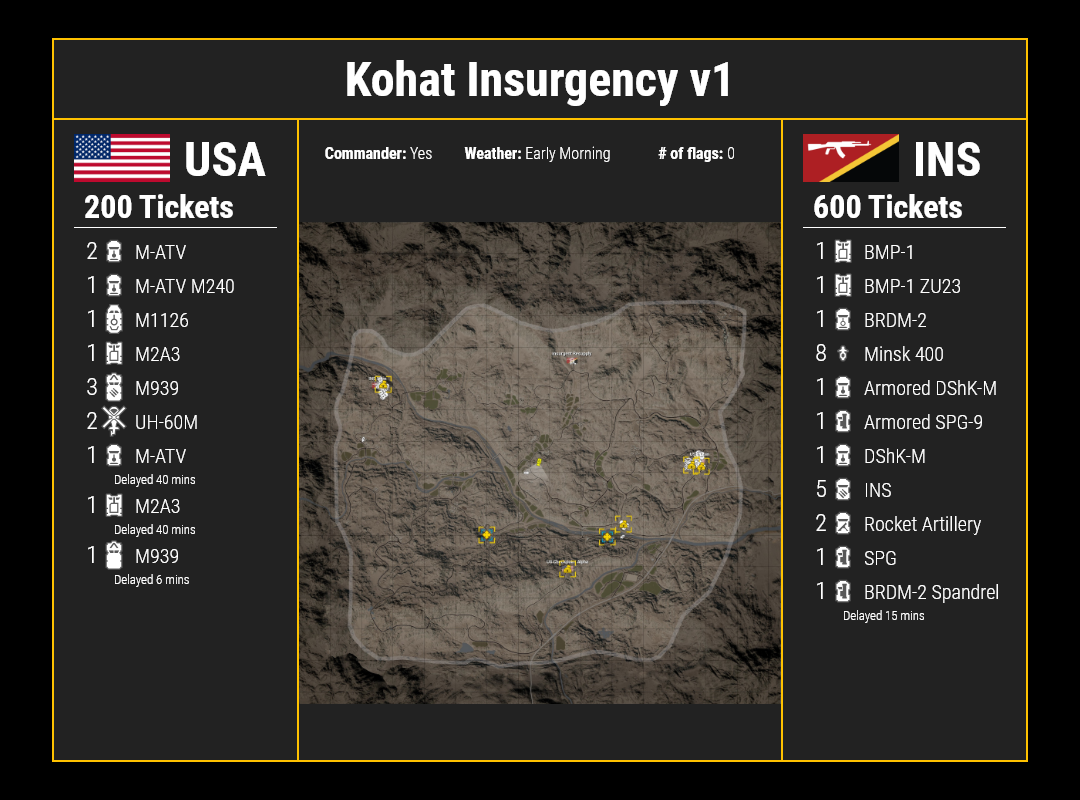 Kohat Insurgency v1
USA
200 Tickets
2 M-ATV
1 M-ATV M240
1 M1126
1 M2A3
3 M939
2 UH-60M
1 M-ATV
Delayed 40 mins
1 M2A3
Delayed 40 mins
1 M939
Delayed 6 mins
Commander: Yes Weather: Early Morning # of flags: 0
INS
600 Tickets
1 BMP-1
1 BMP-1 ZU23
1 BRDM-2
8 Minsk 400
1 Armored DShK-M
1 Armored SPG-9
1 DShK-M
5 INS
2 Rocket Artillery
1 SPG
1 BRDM-2 Spandrel
Delayed 15 mins